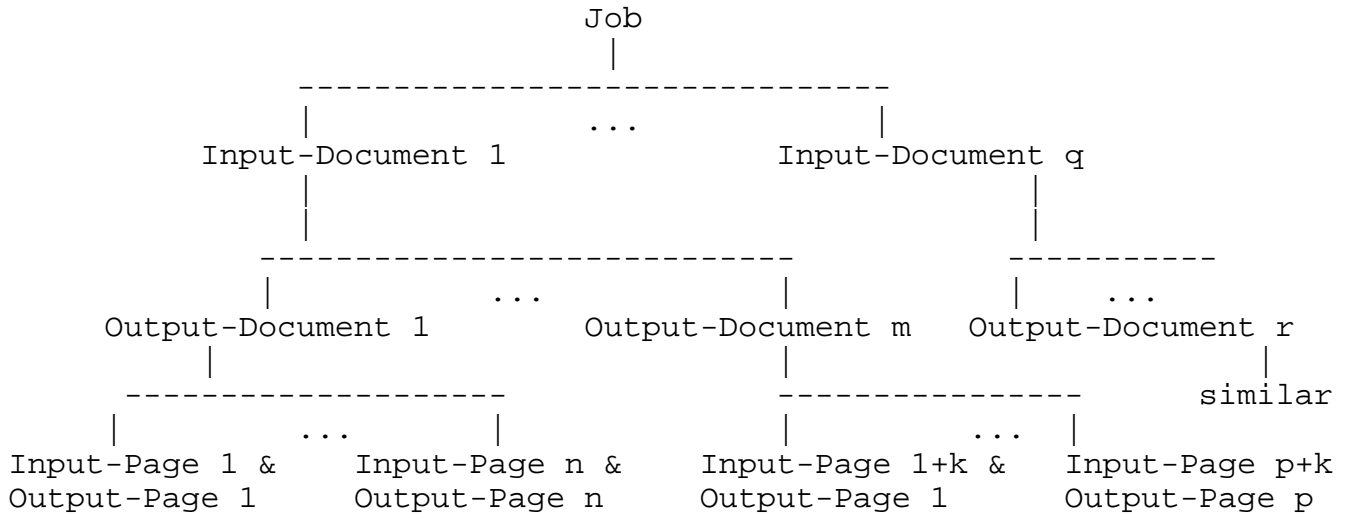 Job
...
Input-Document 1 Input-Document q
... ...
Output-Document 1 Output-Document m Output-Document r
similar
... ...
Input-Page 1 & Input-Page n & Input-Page 1+k & Input-Page p+k
Output-Page 1 Output-Page n Output-Page 1 Output-Page p